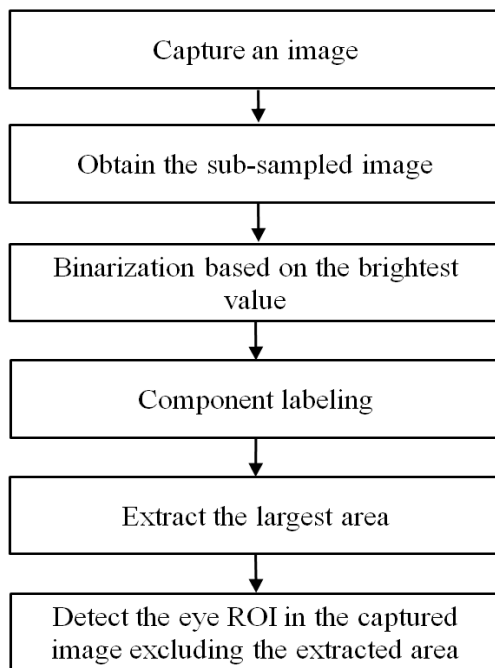 Capture an image
Obtain the sub-sampled image
Binarization based on the brightest
value
Component labeling
Extract the largest area
Detect the eye ROI in the captured
image excluding the extracted area